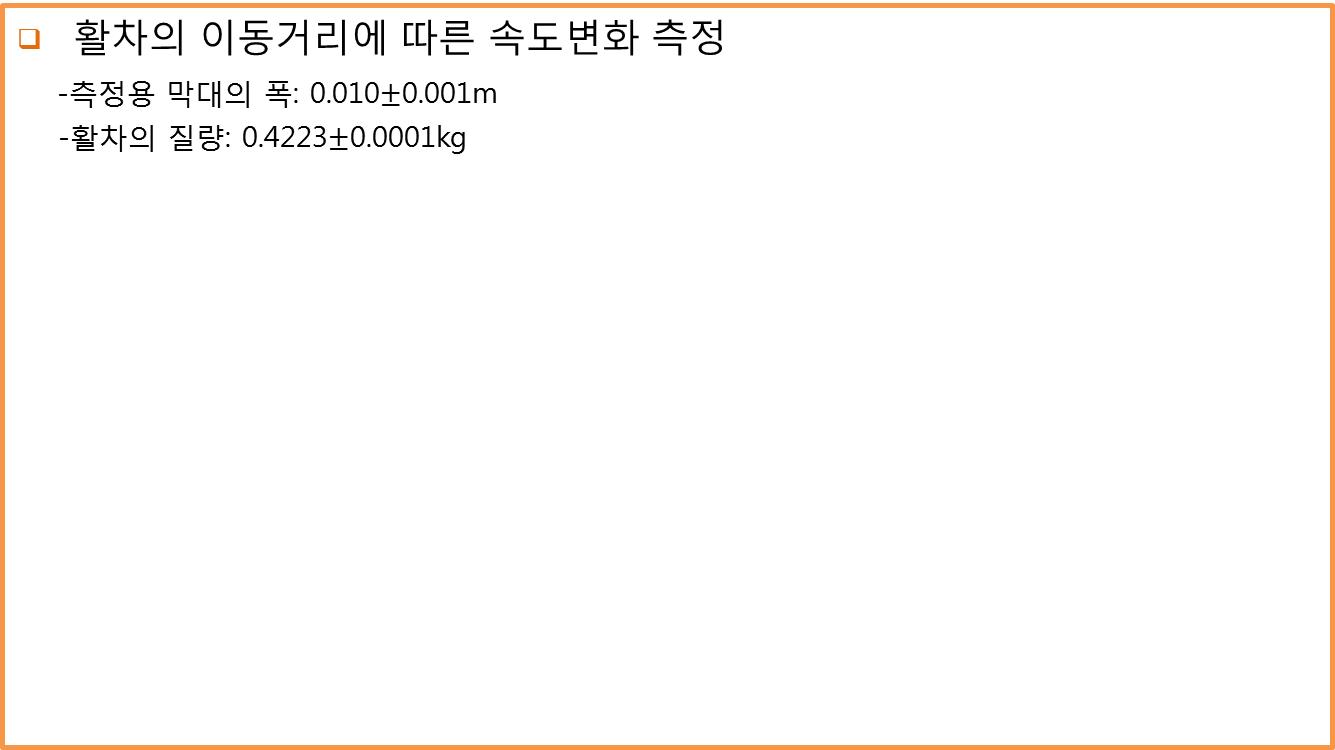 활차의 이동거리에 따른 속도변화 측정
-측정용 막대의 폭: 0.010±0.001m
-활차의 질량: 0.4223±0.0001kg